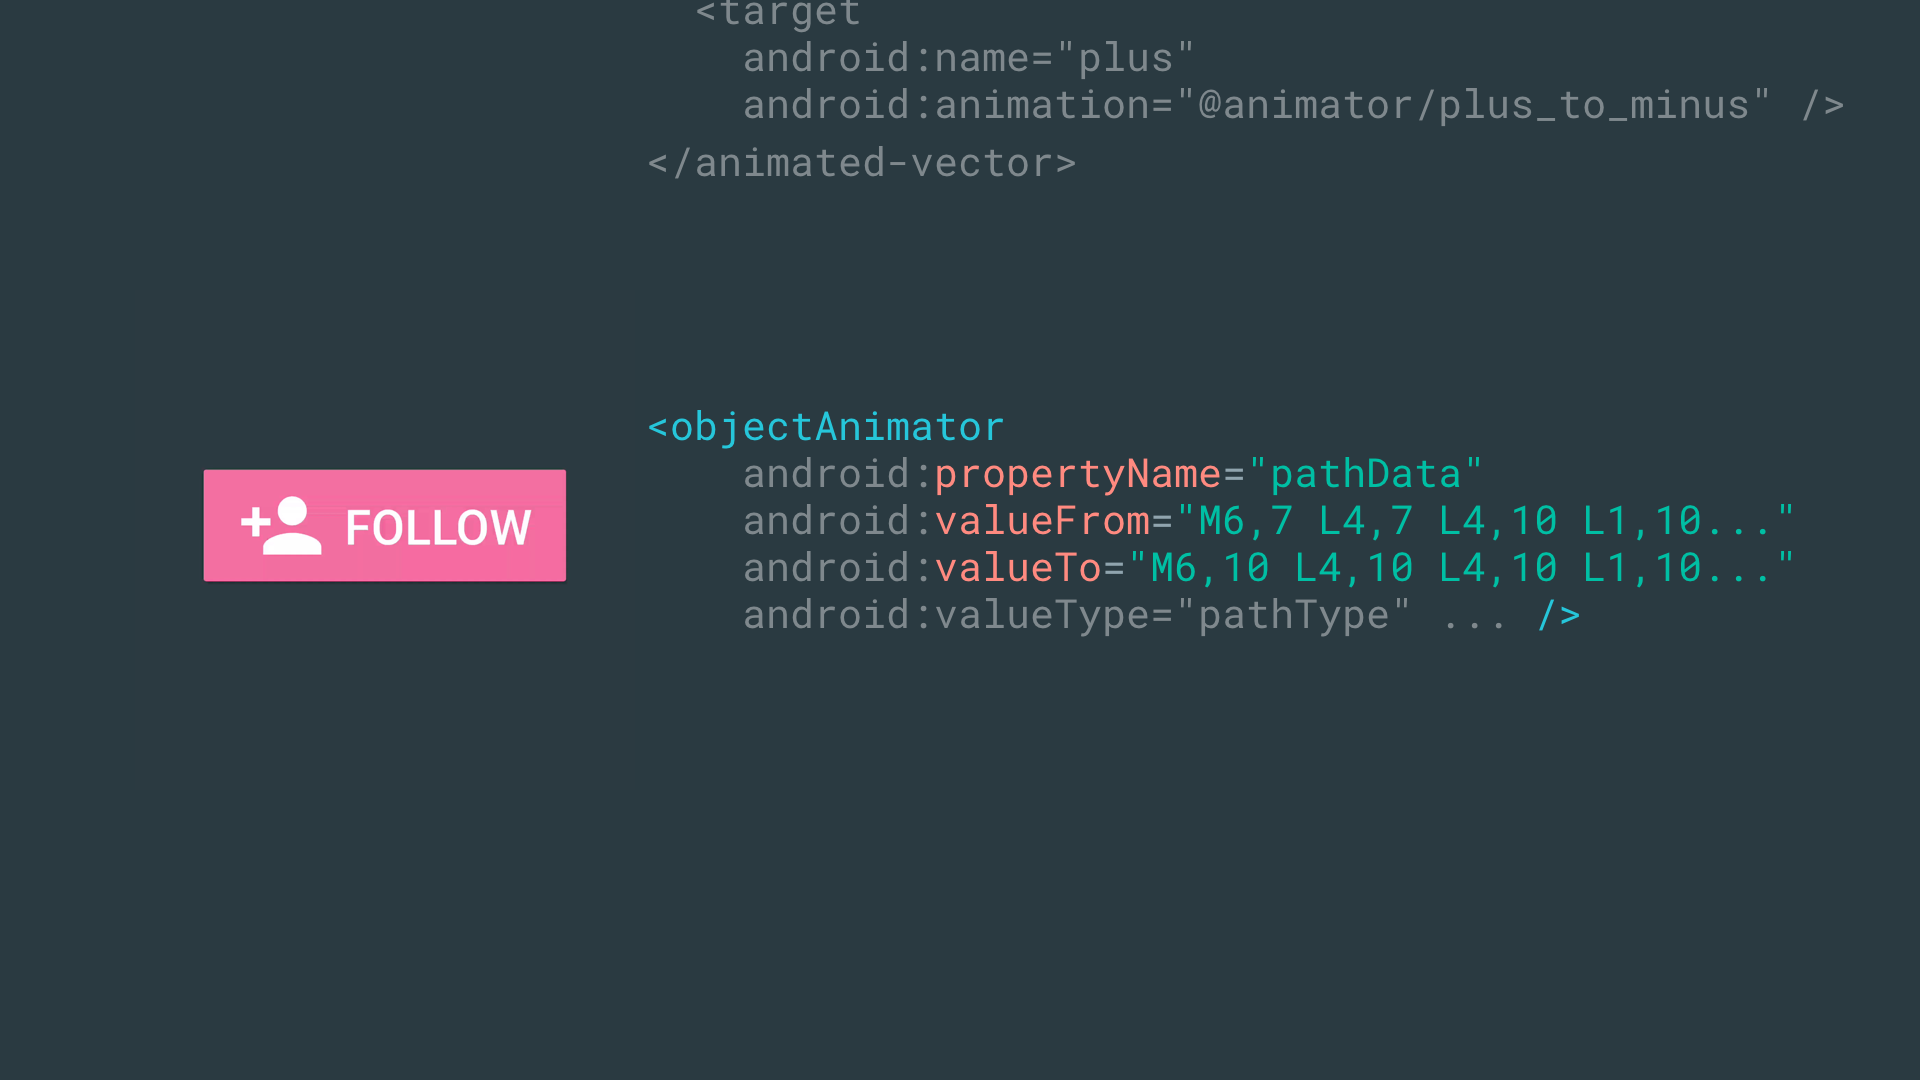 <target
android:name="plus"
android:animation="@animator/plus_to_minus" />
</animated-vector>
FOLLOW
<objectAnimator
android:propertyName="pathData"
android:valueFrom="M6,7 L4,7 L4,10 L1,10..."
android:valueTo="M6,10 L4,10 L4,10 L1,10..."
android:valueType="pathType" ... />